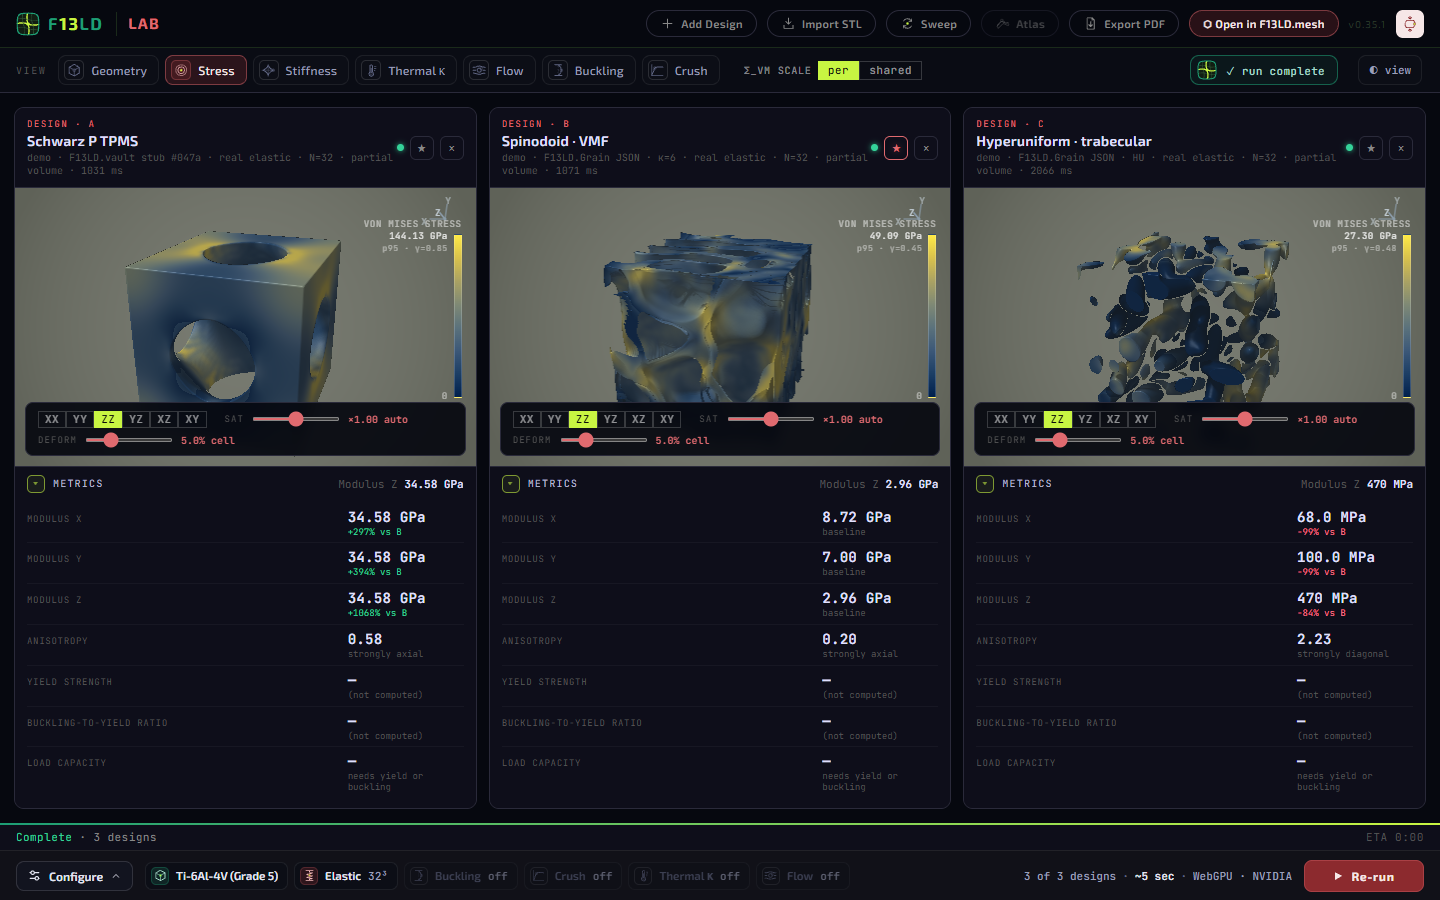 F13LD LAB
Add Design
Import STL
Sweep
Atlas
Export PDF
Open in F13LD.mesh
v0.35.1
VIEW
Geometry
Stress
Stiffness
Thermal K
Flow
Buckling
Crush
Σ_VM SCALE
per
shared
✓ run complete
view
DESIGN · A
Schwarz P TPMS
demo · F13LD.vault stub #047a · real elastic · N=32 · partial
volume · 1031 ms
★
×
Y
Z
VON MISES STRESS
144.13 GPa
p95 · γ=0.85
0
XX YY ZZ YZ XZ XY
SAT
×1.00 auto
DEFORM
5.0% cell
METRICS
Modulus Z 34.58 GPa
MODULUS X
34.58 GPa
+297% vs B
MODULUS Y
34.58 GPa
+394% vs B
MODULUS Z
34.58 GPa
+1068% vs B
ANISOTROPY
0.58
strongly axial
YIELD STRENGTH
—
(not computed)
BUCKLING-TO-YIELD RATIO
—
(not computed)
LOAD CAPACITY
—
needs yield or
buckling
DESIGN · B
Spinodoid · VMF
demo · F13LD.Grain JSON · κ=6 · real elastic · N=32 · partial
volume · 1071 ms
★
×
Y
Z
VON MISES STRESS
49.09 GPa
p95 · γ=0.45
0
XX YY ZZ YZ XZ XY
SAT
×1.00 auto
DEFORM
5.0% cell
METRICS
Modulus Z 2.96 GPa
MODULUS X
8.72 GPa
baseline
MODULUS Y
7.00 GPa
baseline
MODULUS Z
2.96 GPa
baseline
ANISOTROPY
0.20
strongly axial
YIELD STRENGTH
—
(not computed)
BUCKLING-TO-YIELD RATIO
—
(not computed)
LOAD CAPACITY
—
needs yield or
buckling
DESIGN · C
Hyperuniform · trabecular
demo · F13LD.Grain JSON · HU · real elastic · N=32 · partial
volume · 2066 ms
★
×
Y
Z
VON MISES STRESS
27.30 GPa
p95 · γ=0.48
0
XX YY ZZ YZ XZ XY
SAT
×1.00 auto
DEFORM
5.0% cell
METRICS
Modulus Z 470 MPa
MODULUS X
68.0 MPa
-99% vs B
MODULUS Y
100.0 MPa
-99% vs B
MODULUS Z
470 MPa
-84% vs B
ANISOTROPY
2.23
strongly diagonal
YIELD STRENGTH
—
(not computed)
BUCKLING-TO-YIELD RATIO
—
(not computed)
LOAD CAPACITY
—
needs yield or
buckling
Complete · 3 designs
ETA 0:00
Configure
Ti-6Al-4V (Grade 5)
Elastic 32³
Buckling off
Crush off
Thermal K off
Flow off
3 of 3 designs · ~5 sec · WebGPU · NVIDIA
Re-run